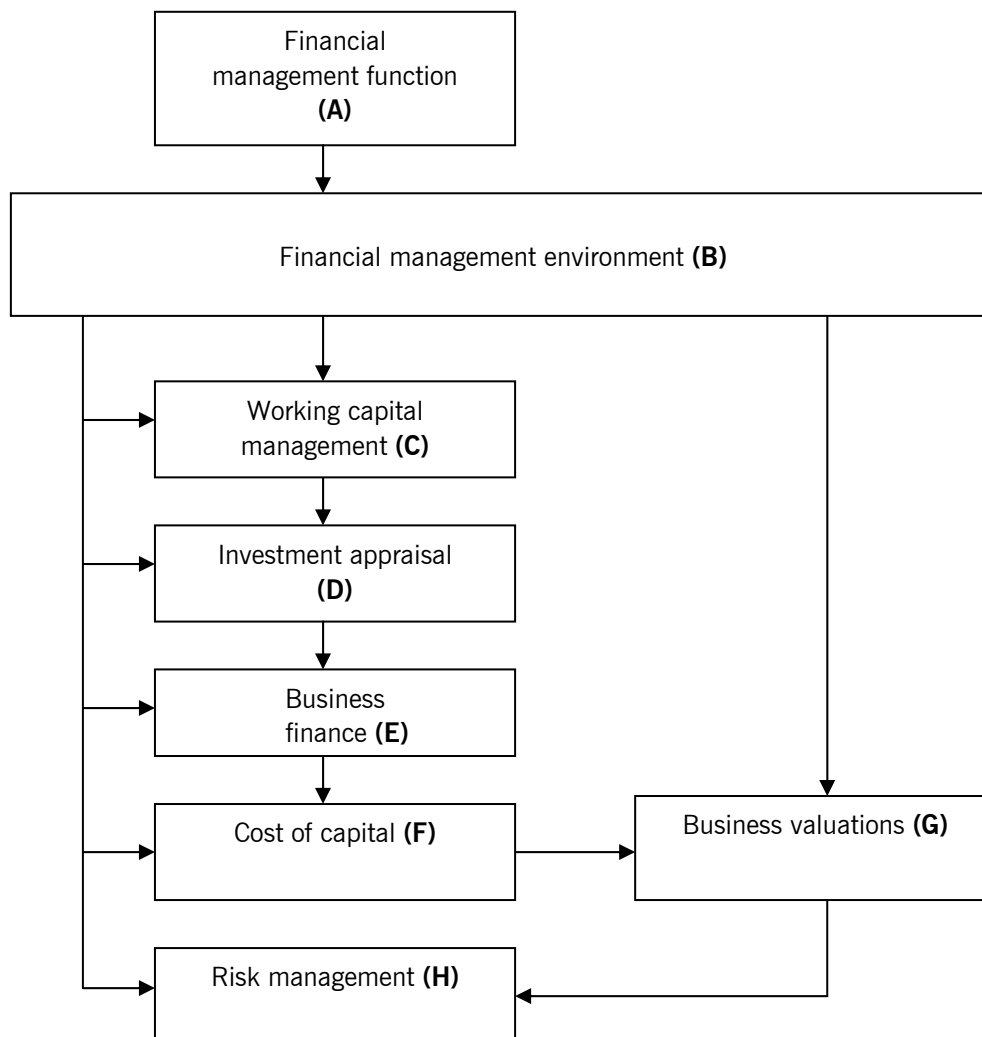 Financial
management function
(A)
Financial management environment (B)
Working capital
management (C)
Investment appraisal
(D)
Business
finance (E)
Cost of capital (F)
Business valuations (G)
Risk management (H)